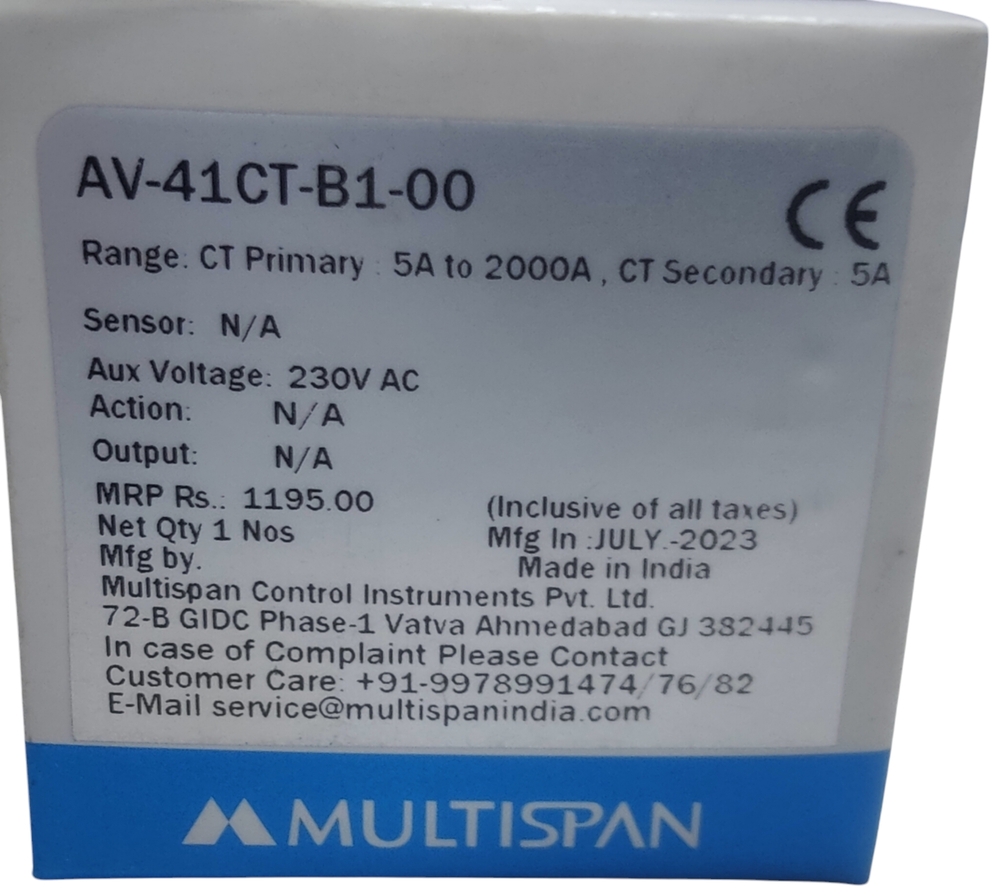 AV-41CT-B1-00
CE
Range: CT Primary : 5A to 2000A , CT Secondary : 5A
Sensor: N/A
Aux Voltage: 230V AC
Action: N/A
Output: N/A
MRP Rs.: 1195.00 (Inclusive of all taxes)
Net Qty 1 Nos Mfg In :JULY.-2023
Mfg by. Made in India
Multispan Control Instruments Pvt. Ltd.
72-B GIDC Phase-1 Vatva Ahmedabad GJ 382445
In case of Complaint Please Contact
Customer Care: +91-9978991474/76/82
E-Mail service@multispanindia.com
MULTISPAN